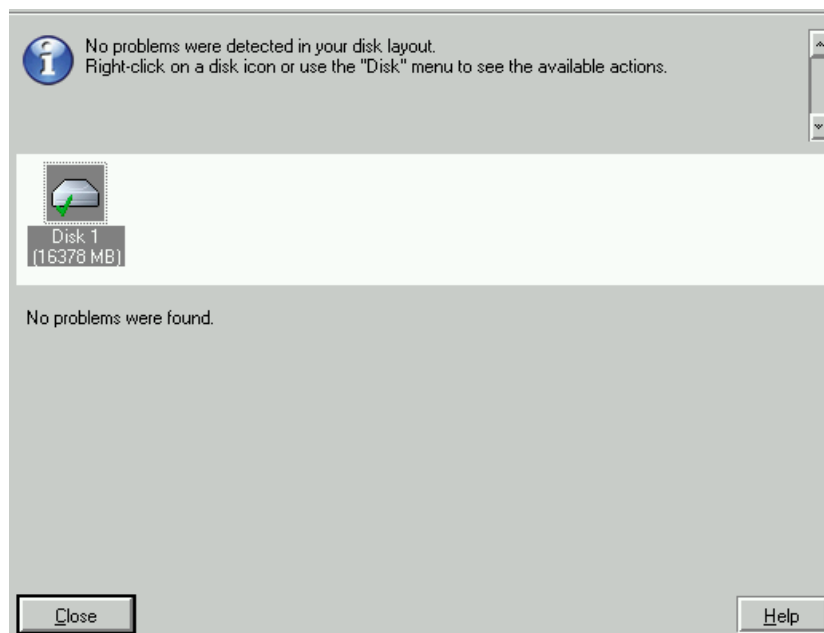 No problems were detected in your disk layout.
Right-click on a disk icon or use the "Disk" menu to see the available actions.
Disk 1
(16378 MB)
No problems were found.
Close
Help